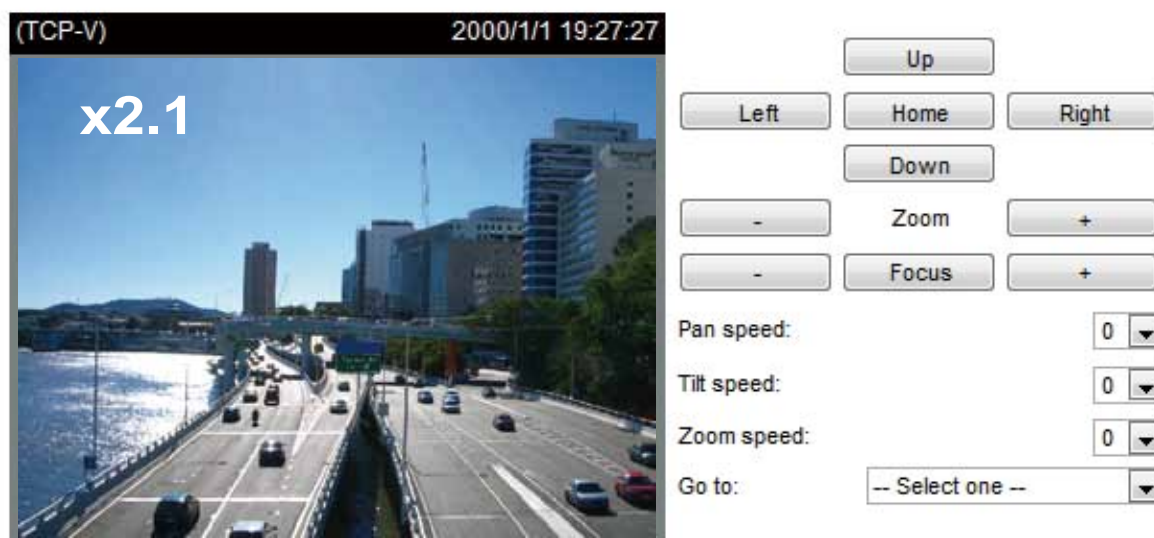 (TCP-V) 2000/1/1 19:27:27
x2.1
Up
Left Home Right
Down
- Zoom +
- Focus +
Pan speed: 0
Tilt speed: 0
Zoom speed: 0
Go to: -- Select one --